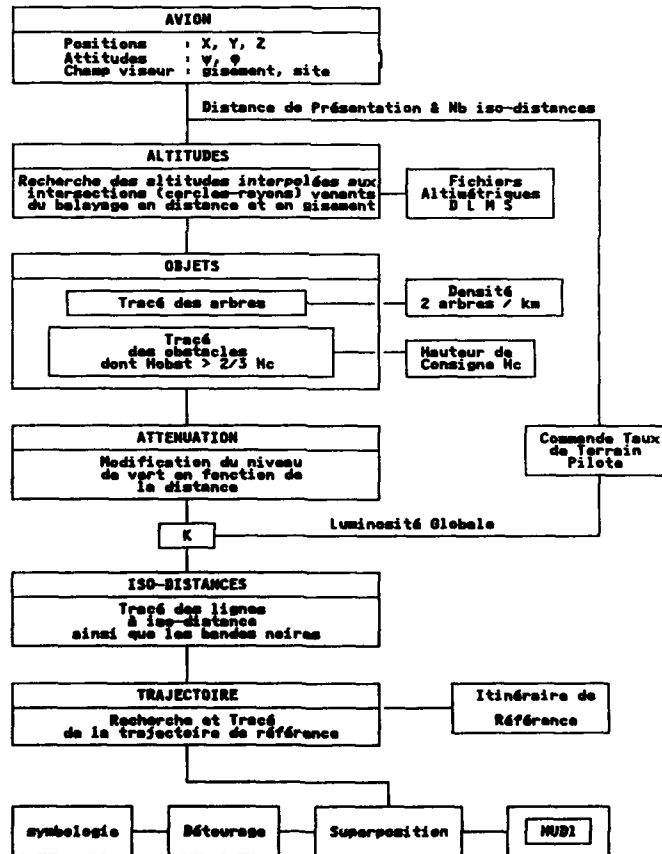 AVION
Positions : X, Y, Z
Attitudes : Ψ, φ
Champ viseur : gisement, site
Distance de Présentation & Nb iso-distances
ALTITUDES
Recherche des altitudes interpolées aux
intersections (cercles-rayons) venants
du balayage en distance et en gisement
Fichiers
Altimétriques
D L M S
OBJETS
Tracé des arbres
Densité
2 arbres / km
Tracé
des obstacles
dont Hobst > 2/3 Hc
Hauteur de
Consigne Hc
ATTENUATION
Modification du niveau
de vert en fonction de
la distance
Commande Taux
de Terrain
Pilote
K
Luminosité Globale
ISO-DISTANCES
Tracé des lignes
à iso-distance
ainsi que les bandes noires
TRAJECTOIRE
Recherche et Tracé
de la trajectoire de référence
Itinéraire de
Référence
symbologie
Détourage
Superposition
HUD1